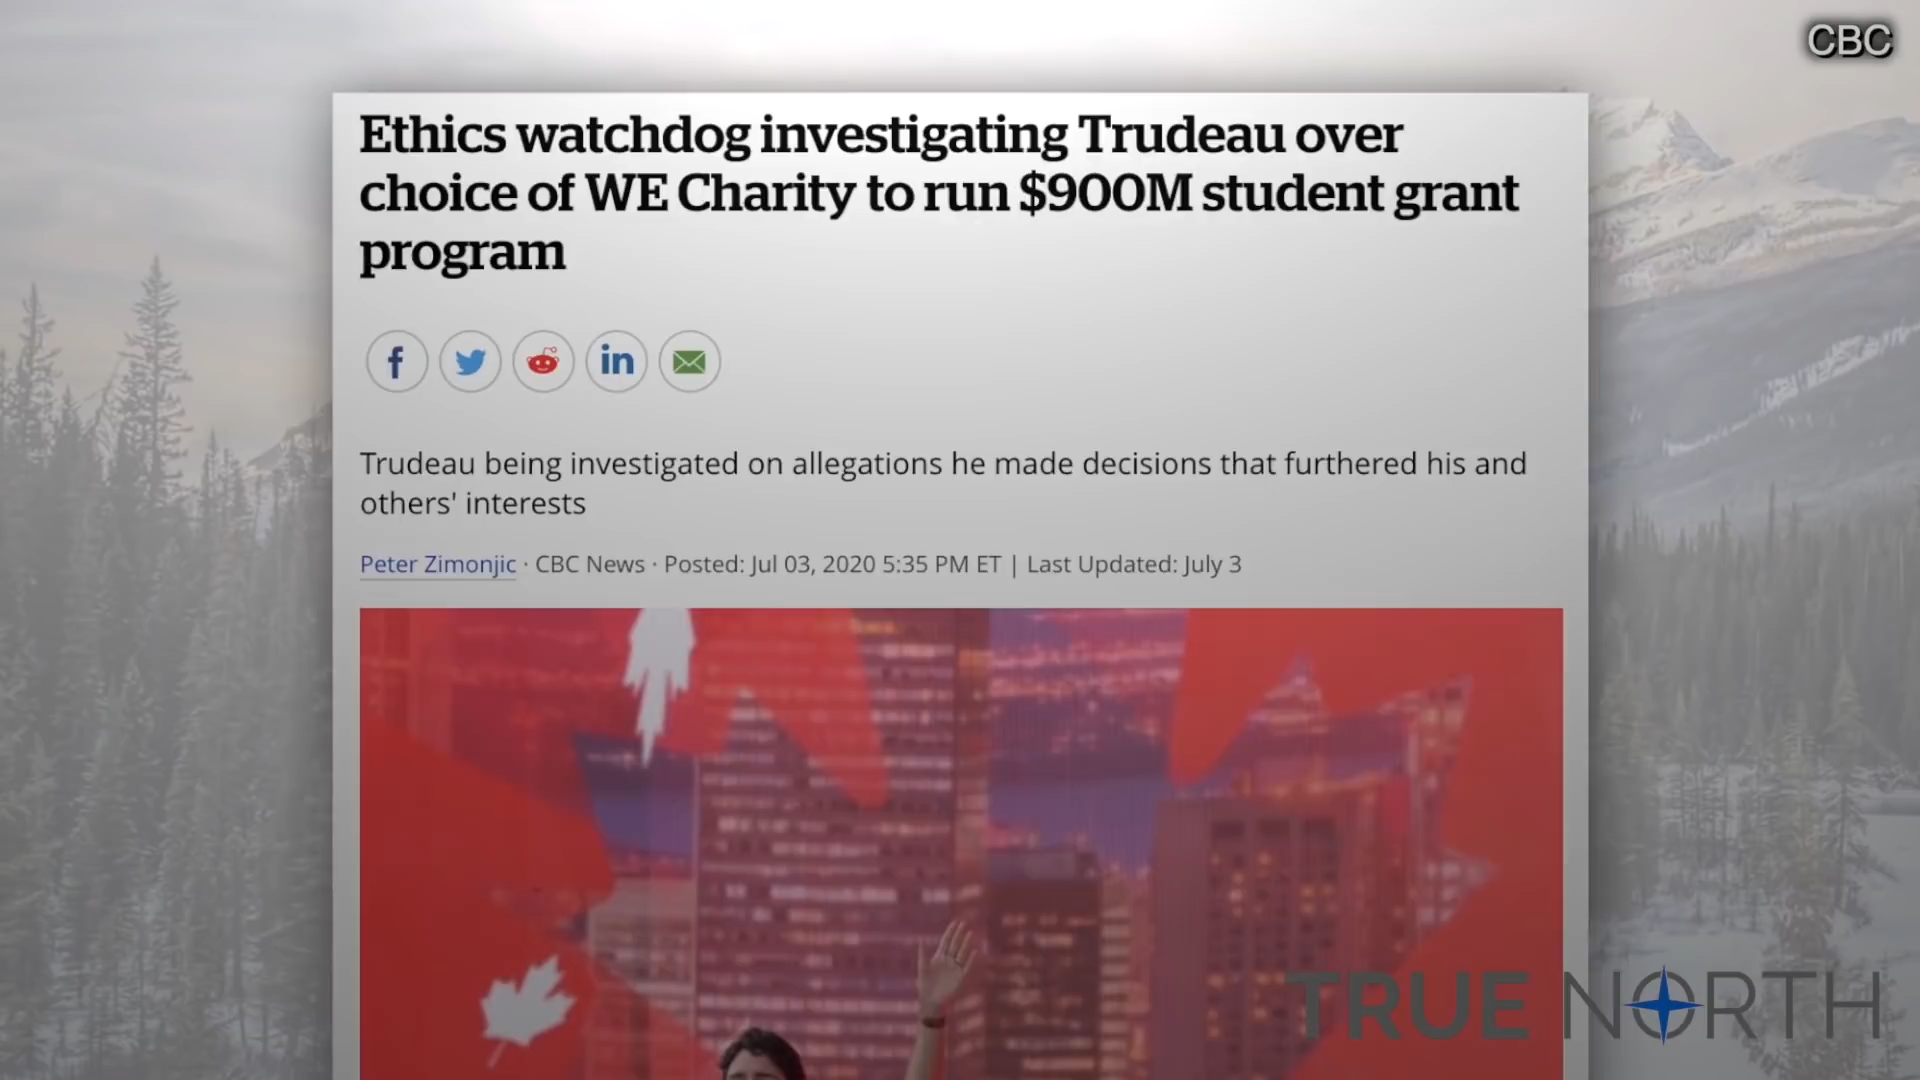 CBC
Ethics watchdog investigating Trudeau over
choice of WE Charity to run $900M student grant
program
f
in
Trudeau being investigated on allegations he made decisions that furthered his and
others' interests
Peter Zimonjic · CBC News · Posted: Jul 03, 2020 5:35 PM ET | Last Updated: July 3
TRUE NORTH